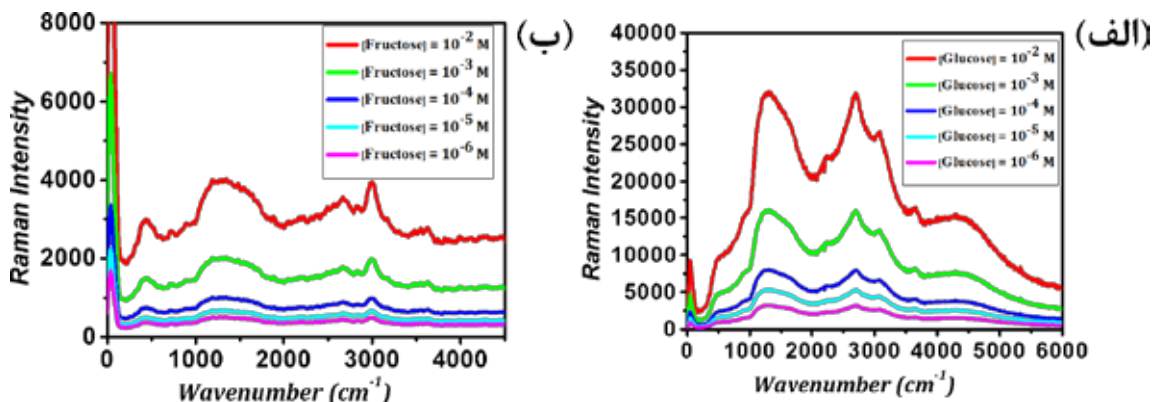 (ب)
8000
6000
4000
2000
0
Raman Intensity
[Fructose] = 10⁻² M
[Fructose] = 10⁻³ M
[Fructose] = 10⁻⁴ M
[Fructose] = 10⁻⁵ M
[Fructose] = 10⁻⁶ M
0 1000 2000 3000 4000
Wavenumber (cm⁻¹)
(الف)
40000
35000
30000
25000
20000
15000
10000
5000
0
Raman Intensity
[Glucose] = 10⁻² M
[Glucose] = 10⁻³ M
[Glucose] = 10⁻⁴ M
[Glucose] = 10⁻⁵ M
[Glucose] = 10⁻⁶ M
0 1000 2000 3000 4000 5000 6000
Wavenumber (cm⁻¹)